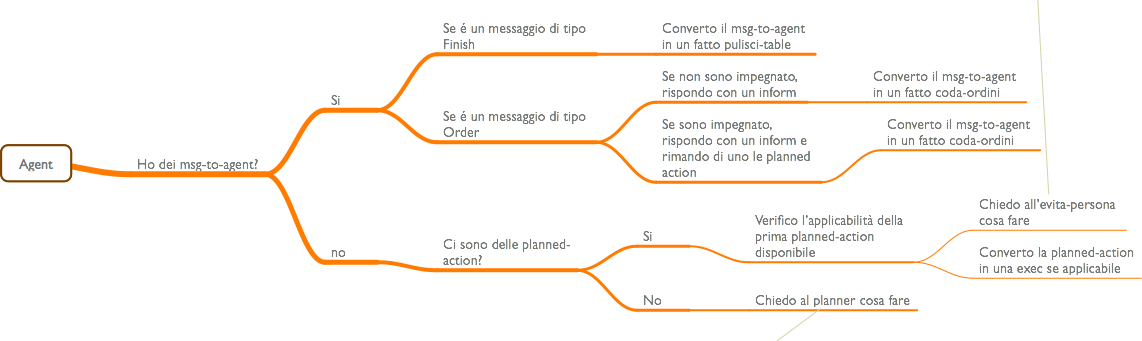 Agent
Ho dei msg-to-agent?
Si
Se é un messaggio di tipo
Finish
Converto il msg-to-agent
in un fatto pulisci-table
Se é un messaggio di tipo
Order
Se non sono impegnato,
rispondo con un inform
Converto il msg-to-agent
in un fatto coda-ordini
Se sono impegnato,
rispondo con un inform e
rimando di uno le planned
action
Converto il msg-to-agent
in un fatto coda-ordini
no
Ci sono delle planned-
action?
Si
Verifico l'applicabilità della
prima planned-action
disponibile
Chiedo all'evita-persona
cosa fare
Converto la planned-action
in una exec se applicabile
No
Chiedo al planner cosa fare